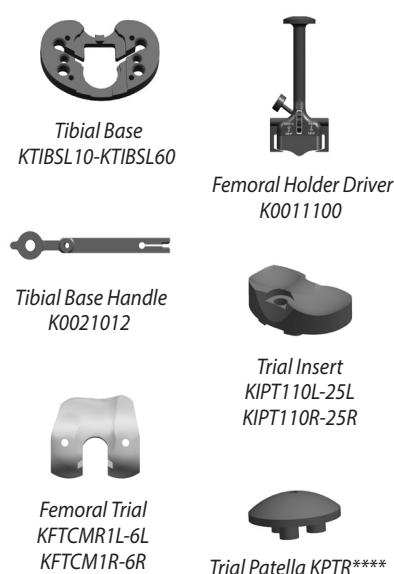 Tibial Base
KTIBSL10-KTIBSL60
Femoral Holder Driver
K0011100
Tibial Base Handle
K0021012
Trial Insert
KIPT110L-25L
KIPT110R-25R
Femoral Trial
KFTCMR1L-6L
KFTCM1R-6R
Trial Patella KPTR****